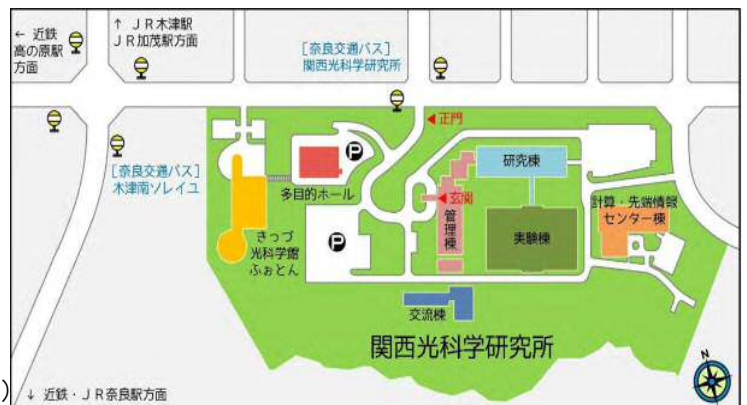 ← 近鉄
高の原駅
方面
↑ JR木津駅
JR加茂駅方面
[奈良交通バス]
関西光科学研究所
正門
[奈良交通バス]
木津南ソレイユ
P
多目的ホール
研究棟
玄関
管理棟
実験棟
計算・先端情報
センター棟
きっづ
光科学館
ふぉとん
P
交流棟
関西光科学研究所
N
) ↓ 近鉄・JR奈良駅方面